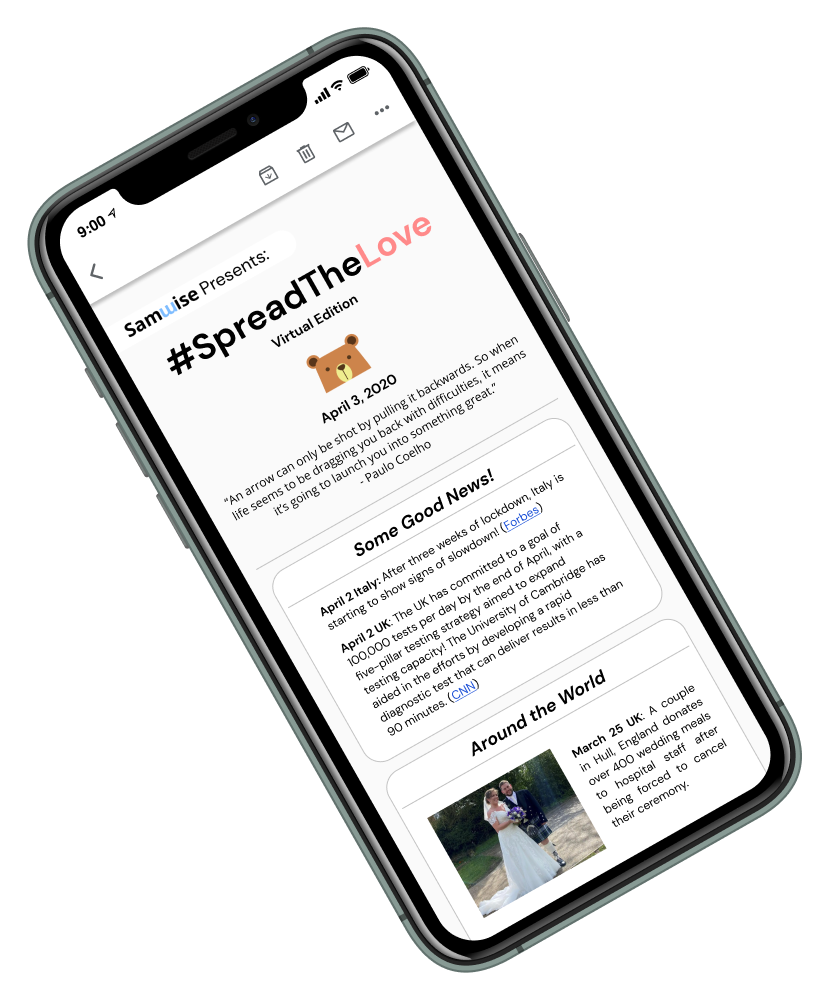 9:00
Samwise Presents:
#SpreadTheLove
Virtual Edition
April 3, 2020
“An arrow can only be shot by pulling it backwards. So when
life seems to be dragging you back with difficulties, it means
it's going to launch you into something great.”
- Paulo Coelho
Some Good News!
April 2 Italy: After three weeks of lockdown, Italy is
starting to show signs of slowdown! (Forbes)
April 2 UK: The UK has committed to a goal of
100,000 tests per day by the end of April, with a
five-pillar testing strategy aimed to expand
testing capacity! The University of Cambridge has
aided in the efforts by developing a rapid
diagnostic test that can deliver results in less than
90 minutes. (CNN)
Around the World
March 25 UK: A couple
in Hull, England donates
over 400 wedding meals
to hospital staff after
being forced to cancel
their ceremony.